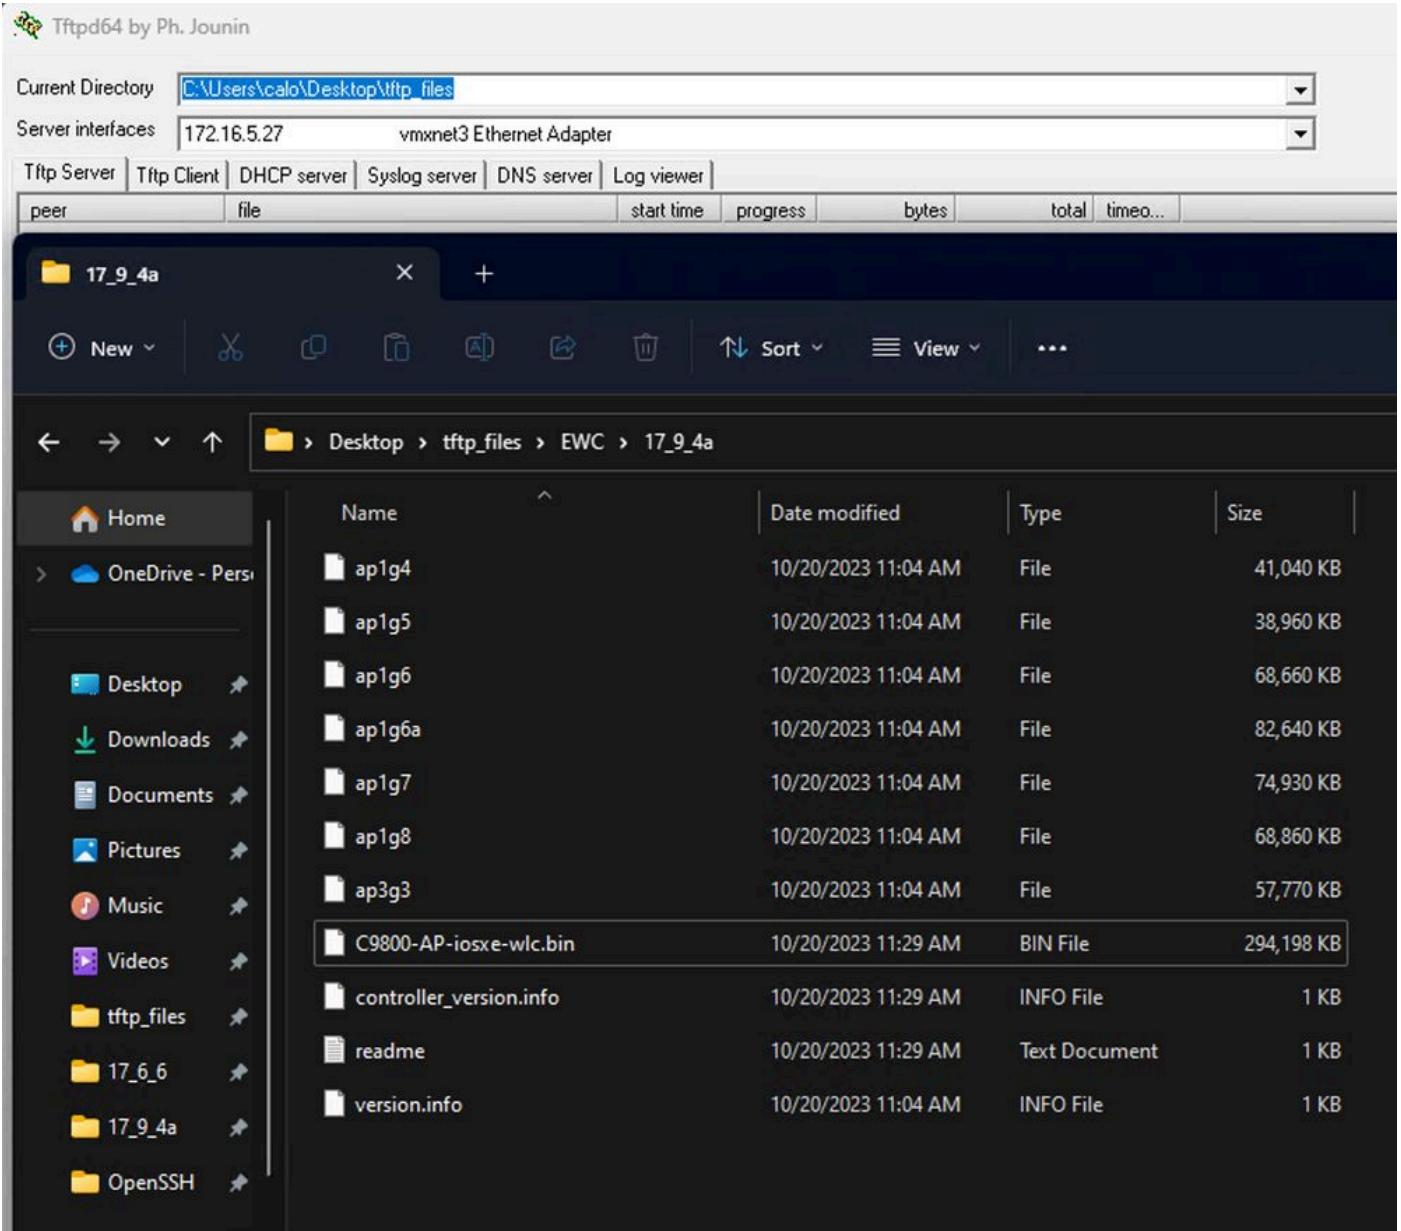 Tftpd64 by Ph. Jounin
Current Directory C:\Users\calo\Desktop\tftp_files
Server interfaces 172.16.5.27 vmxnet3 Ethernet Adapter
Tftp Server Tftp Client DHCP server Syslog server DNS server Log viewer
peer file start time progress bytes total timeo...
17_9_4a
New Sort View
Desktop > tftp_files > EWC > 17_9_4a
Name Date modified Type Size
Home
OneDrive - Pers
Desktop
Downloads
Documents
Pictures
Music
Videos
tftp_files
17_6_6
17_9_4a
OpenSSH
ap1g4 10/20/2023 11:04 AM File 41,040 KB
ap1g5 10/20/2023 11:04 AM File 38,960 KB
ap1g6 10/20/2023 11:04 AM File 68,660 KB
ap1g6a 10/20/2023 11:04 AM File 82,640 KB
ap1g7 10/20/2023 11:04 AM File 74,930 KB
ap1g8 10/20/2023 11:04 AM File 68,860 KB
ap3g3 10/20/2023 11:04 AM File 57,770 KB
C9800-AP-iosxe-wlc.bin 10/20/2023 11:29 AM BIN File 294,198 KB
controller_version.info 10/20/2023 11:29 AM INFO File 1 KB
readme 10/20/2023 11:29 AM Text Document 1 KB
version.info 10/20/2023 11:04 AM INFO File 1 KB